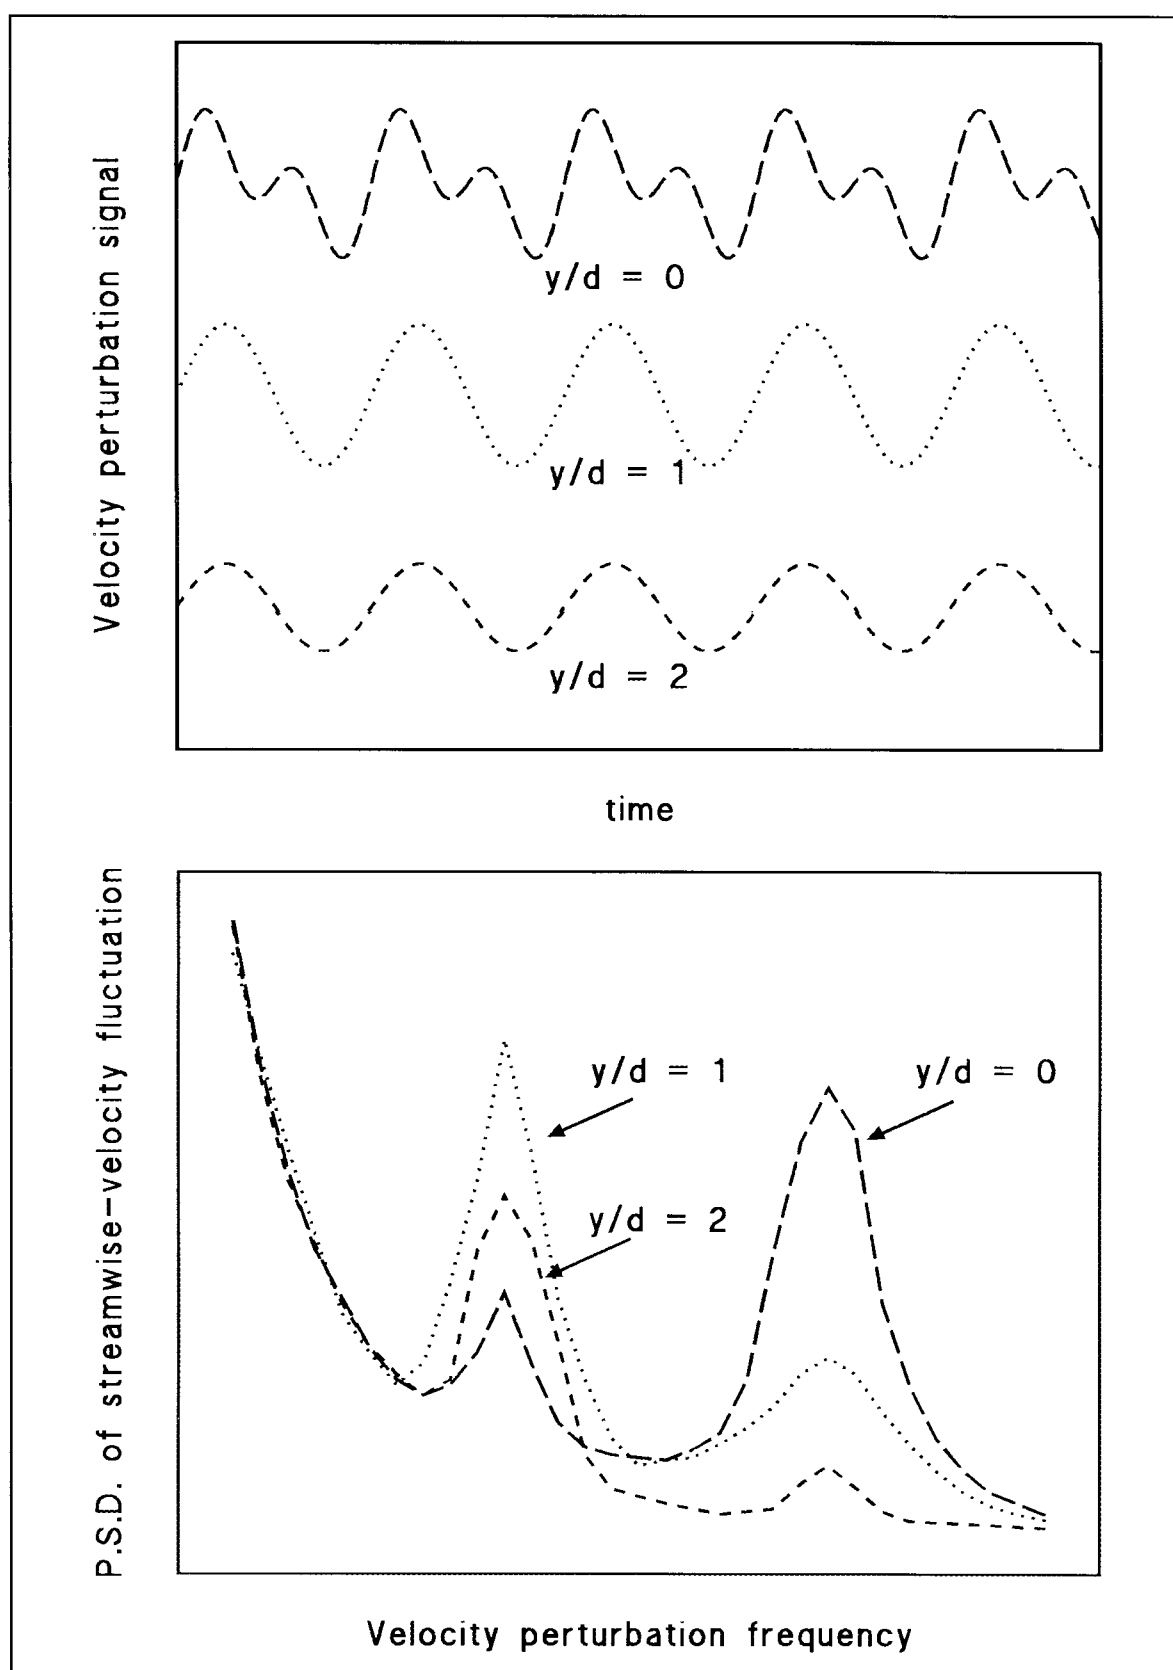 Velocity perturbation signal
y/d = 0
y/d = 1
y/d = 2
time
P.S.D. of streamwise-velocity fluctuation
y/d = 1
y/d = 0
y/d = 2
Velocity perturbation frequency